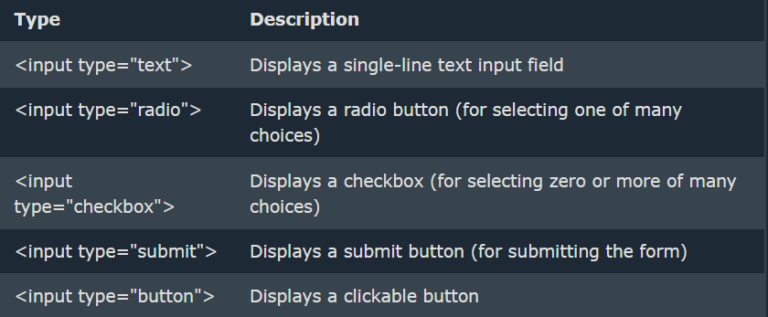 Type Description
<input type="text"> Displays a single-line text input field
<input type="radio"> Displays a radio button (for selecting one of many
choices)
<input Displays a checkbox (for selecting zero or more of many
type="checkbox"> choices)
<input type="submit"> Displays a submit button (for submitting the form)
<input type="button"> Displays a clickable button